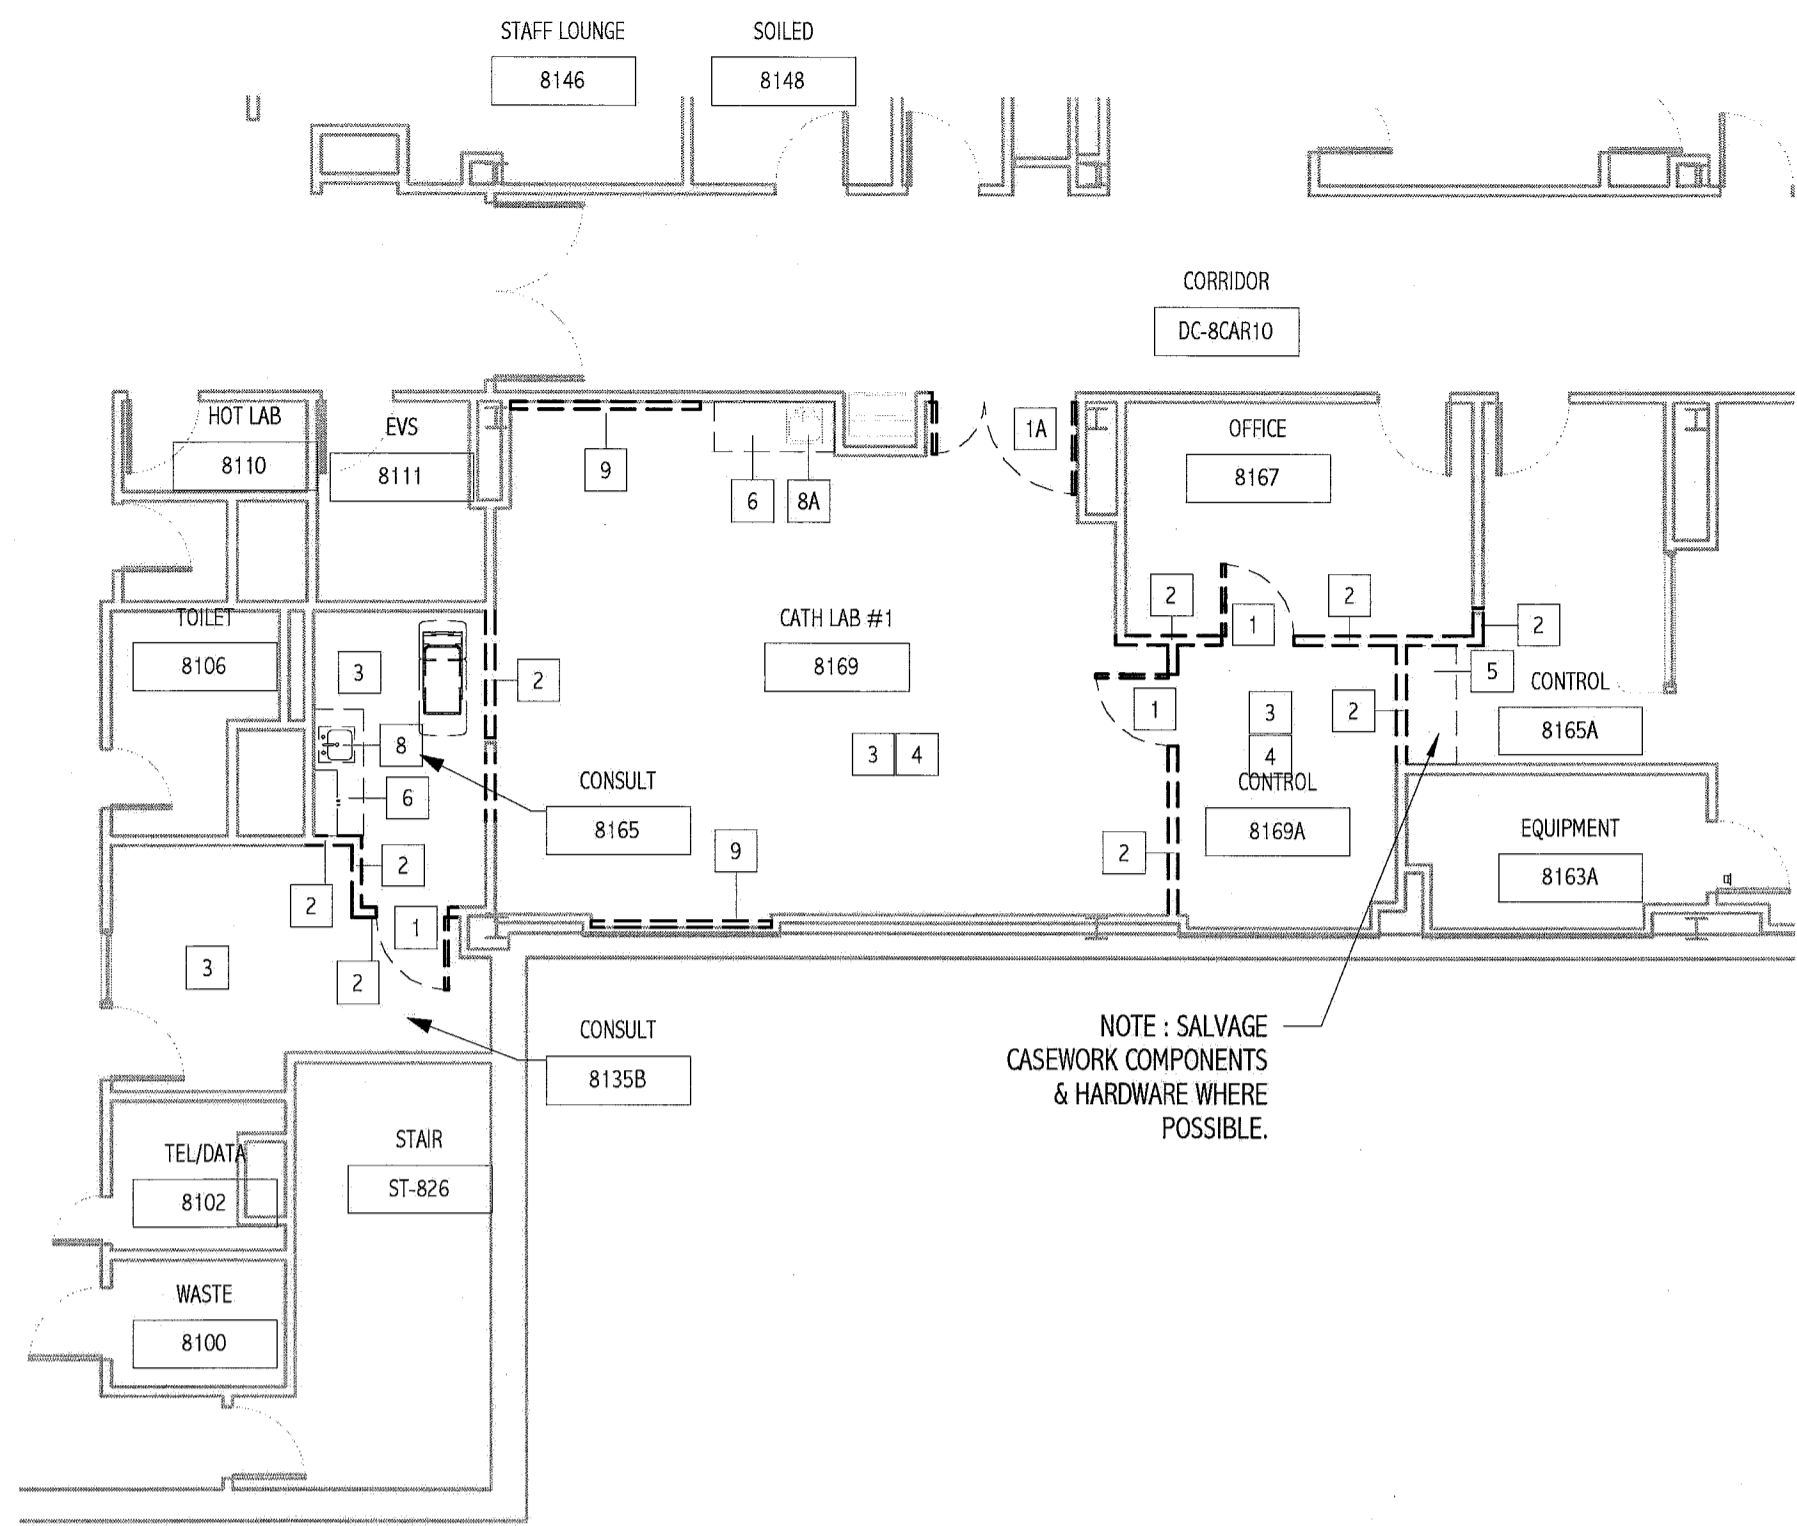 STAFF LOUNGE
8146
SOILED
8148
CORRIDOR
DC-8CAR10
HOT LAB
8110
EVS
8111
9
6
8A
1A
OFFICE
8167
TOILET
8106
3
2
CATH LAB #1
8169
2
1
2
2
5
1
3
4
2
CONTROL
8165A
8
3
4
6
CONSULT
8165
CONTROL
8169A
EQUIPMENT
8163A
9
2
2
2
1
2
3
CONSULT
8135B
NOTE : SALVAGE
CASEWORK COMPONENTS
& HARDWARE WHERE
POSSIBLE.
TEL/DATA
8102
STAIR
ST-826
WASTE
8100